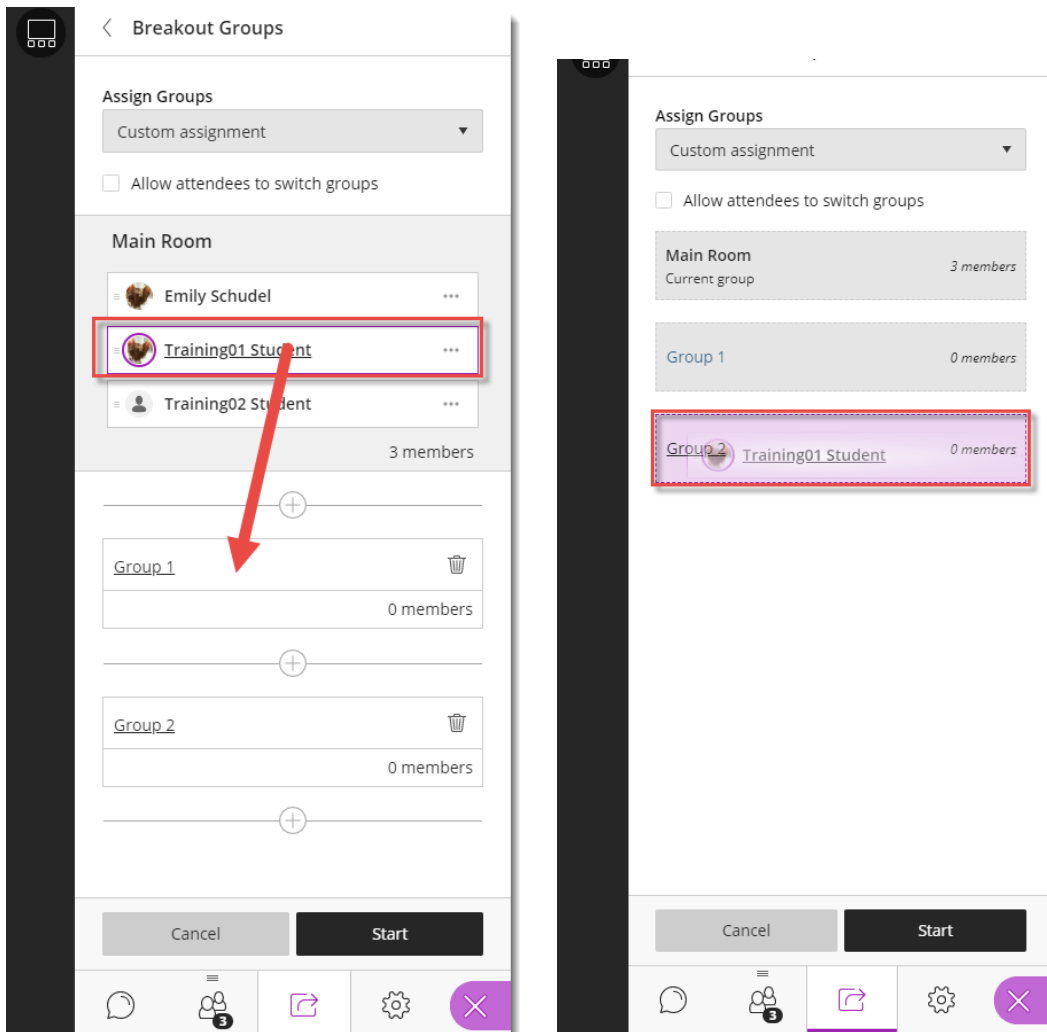 Breakout Groups
Assign Groups
Custom assignment
Allow attendees to switch groups
Main Room
Emily Schudel
Training01 Student
Training02 Student
3 members
Group 1
0 members
Group 2
0 members
Cancel
Start
3
Assign Groups
Custom assignment
Allow attendees to switch groups
Main Room
3 members
Current group
Group 1
0 members
Group 2
Training01 Student
0 members
Cancel
Start
3